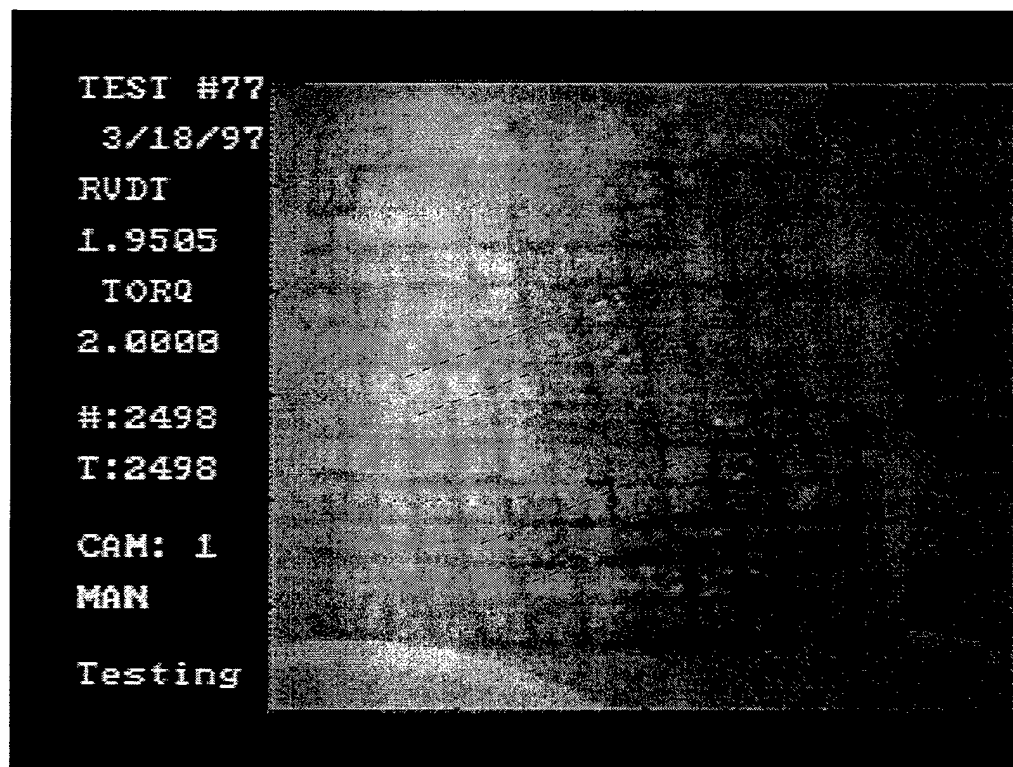 TEST #77
3/18/97
RVDT
1.9505
TORQ
2.0000
#:2498
T:2498
CAM: 1
MAN
Testing